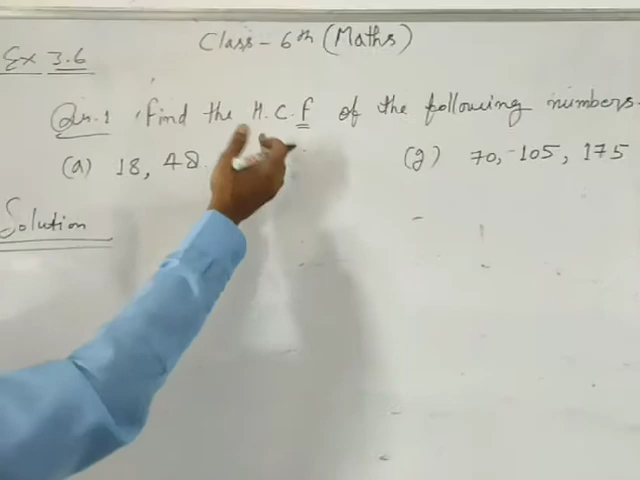 Class - 6th (Maths)
Ex 3.6
Qus.1 Find the H.C.f of the following numbers.
(a) 18, 48. (g) 70, 105, 175
Solution